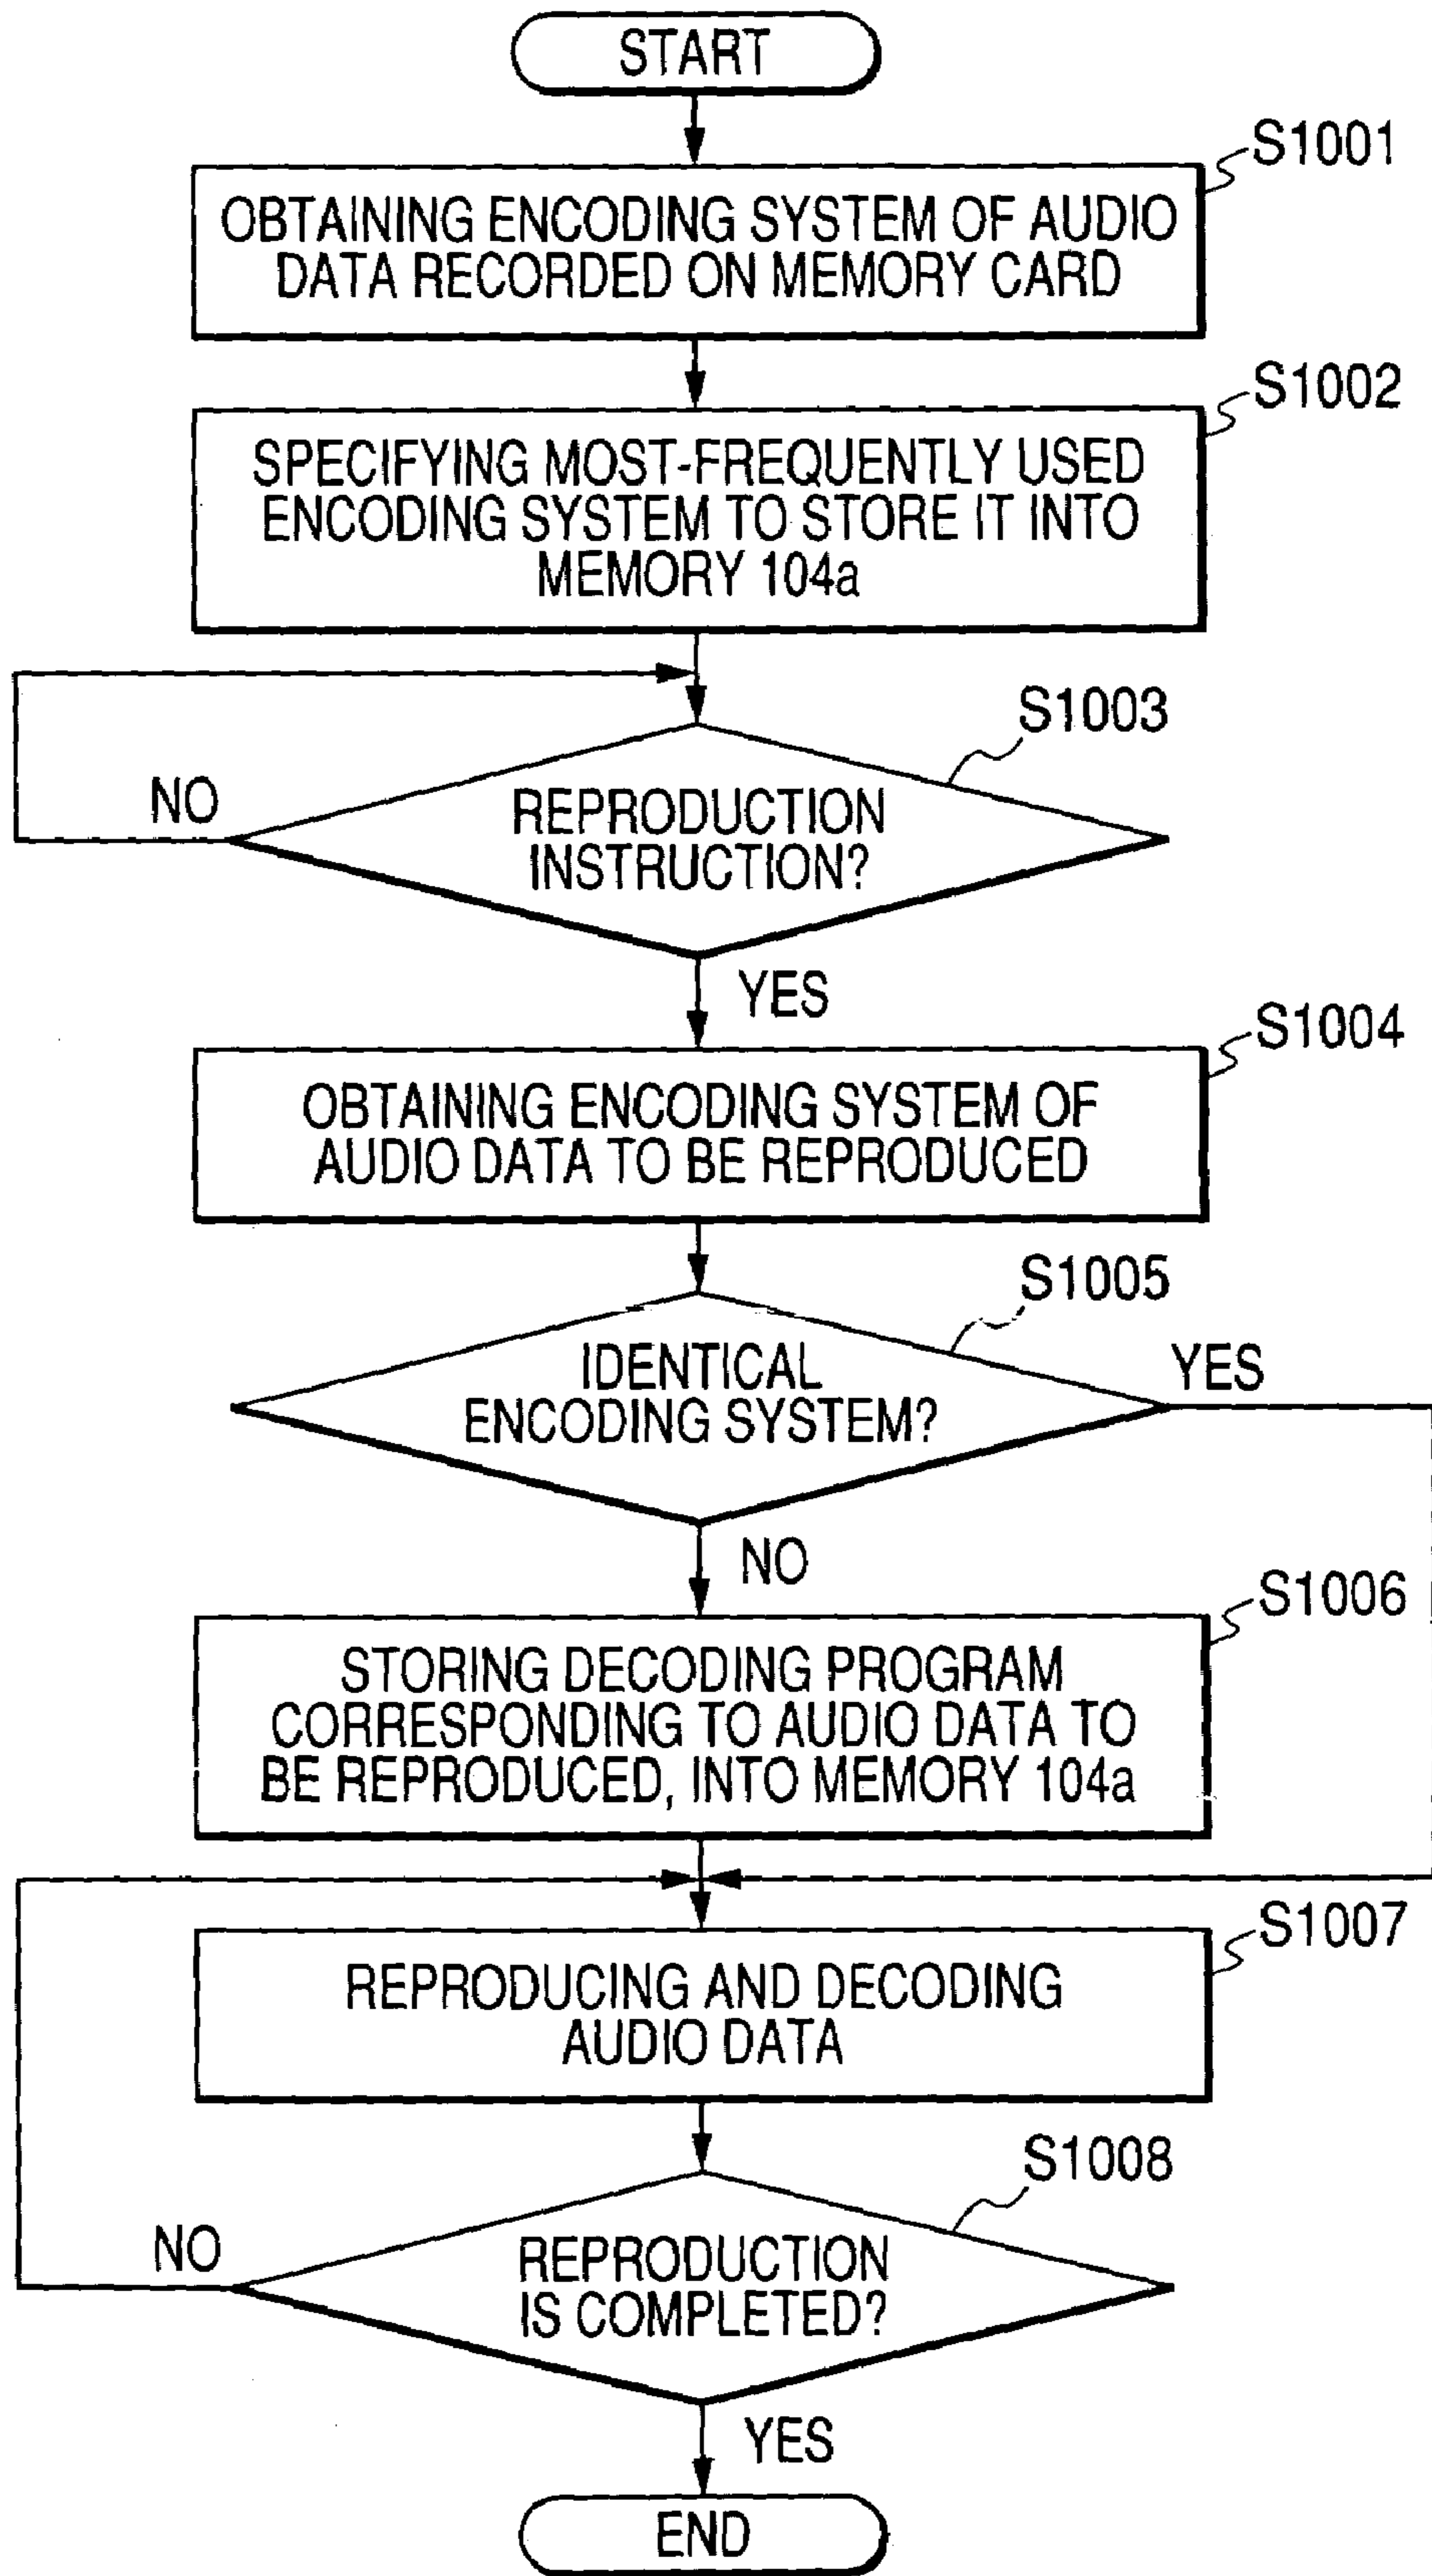 START
S1001
OBTAINING ENCODING SYSTEM OF AUDIO
DATA RECORDED ON MEMORY CARD
S1002
SPECIFYING MOST-FREQUENTLY USED
ENCODING SYSTEM TO STORE IT INTO
MEMORY 104a
S1003
NO
REPRODUCTION
INSTRUCTION?
YES
S1004
OBTAINING ENCODING SYSTEM OF
AUDIO DATA TO BE REPRODUCED
S1005
IDENTICAL
ENCODING SYSTEM?
YES
NO
S1006
STORING DECODING PROGRAM
CORRESPONDING TO AUDIO DATA TO
BE REPRODUCED, INTO MEMORY 104a
S1007
REPRODUCING AND DECODING
AUDIO DATA
S1008
NO
REPRODUCTION
IS COMPLETED?
YES
END